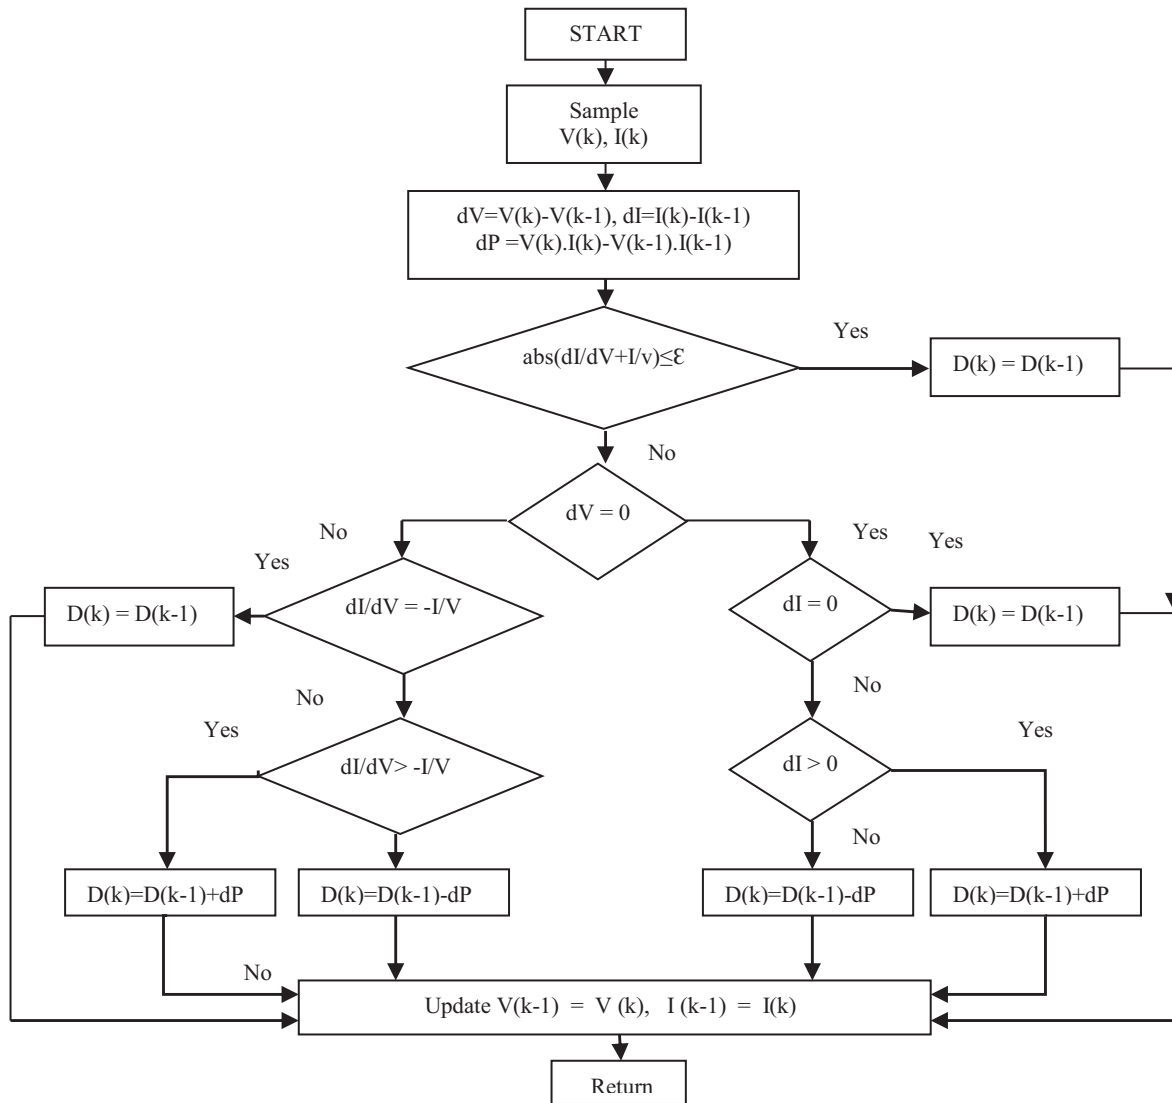 START
Sample
V(k), I(k)
dV=V(k)-V(k-1), dI=I(k)-I(k-1)
dP =V(k).I(k)-V(k-1).I(k-1)
Yes
abs(dI/dV+I/v)≤Ɛ
D(k) = D(k-1)
No
dV = 0
No
Yes
Yes
Yes
D(k) = D(k-1)
dI/dV = -I/V
dI = 0
D(k) = D(k-1)
No
No
Yes
Yes
dI/dV> -I/V
dI > 0
No
D(k)=D(k-1)+dP
D(k)=D(k-1)-dP
D(k)=D(k-1)-dP
D(k)=D(k-1)+dP
No
Update V(k-1) = V (k), I (k-1) = I(k)
Return